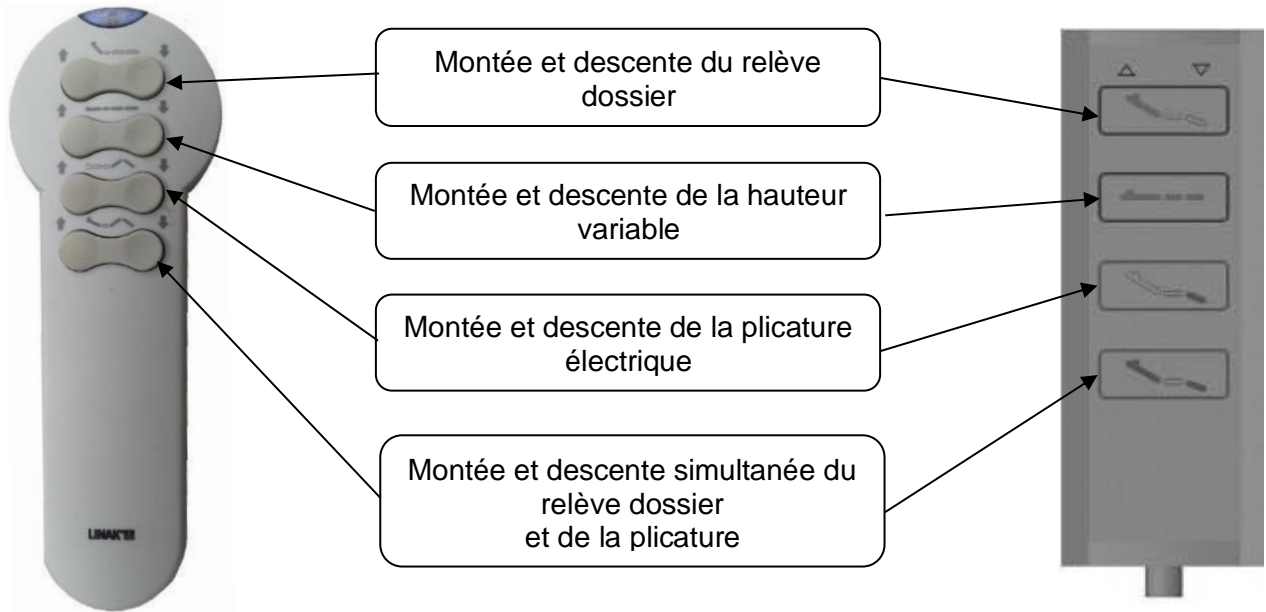 Montée et descente du relève
dossier
Montée et descente de la hauteur
variable
Montée et descente de la plicature
électrique
Montée et descente simultanée du
relève dossier
et de la plicature
LINAK